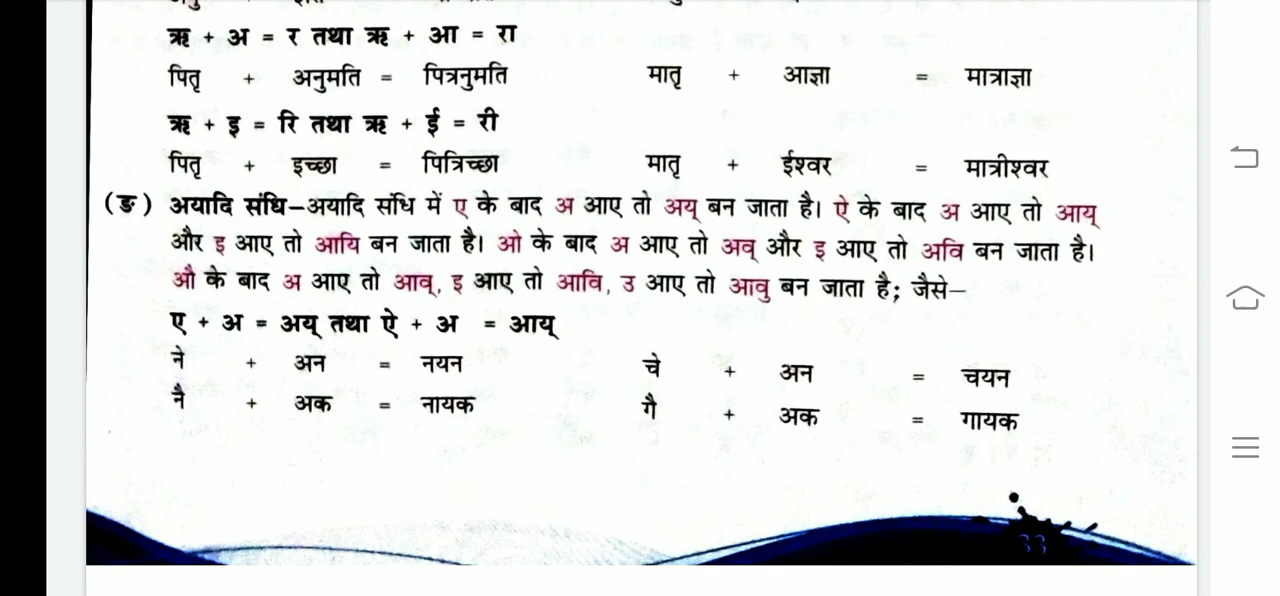 ऋ + अ = र तथा ऋ + आ = रा
पितृ + अनुमति = पित्रनुमति मातृ + आज्ञा = मात्राज्ञा
ऋ + इ = रि तथा ऋ + ई = री
पितृ + इच्छा = पित्रिच्छा मातृ + ईश्वर = मात्रीश्वर
(ङ) अयादि संधि–अयादि संधि में ए के बाद अ आए तो अय् बन जाता है। ऐ के बाद अ आए तो आय्
और इ आए तो आयि बन जाता है। ओ के बाद अ आए तो अव् और इ आए तो अवि बन जाता है।
औ के बाद अ आए तो आव्, इ आए तो आवि, उ आए तो आवु बन जाता है; जैसे–
ए + अ = अय् तथा ऐ + अ = आय्
ने + अन = नयन चे + अन = चयन
नै + अक = नायक गै + अक = गायक
33